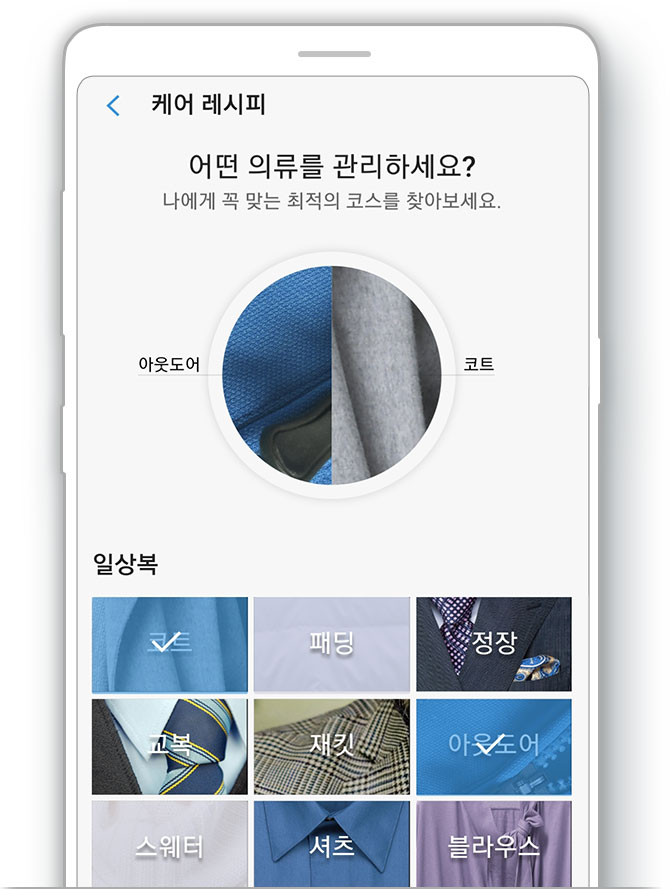 케어 레시피
어떤 의류를 관리하세요?
나에게 꼭 맞는 최적의 코스를 찾아보세요.
아웃도어
코트
일상복
코트
패딩
정장
교복
재킷
아웃도어
스웨터
셔츠
블라우스